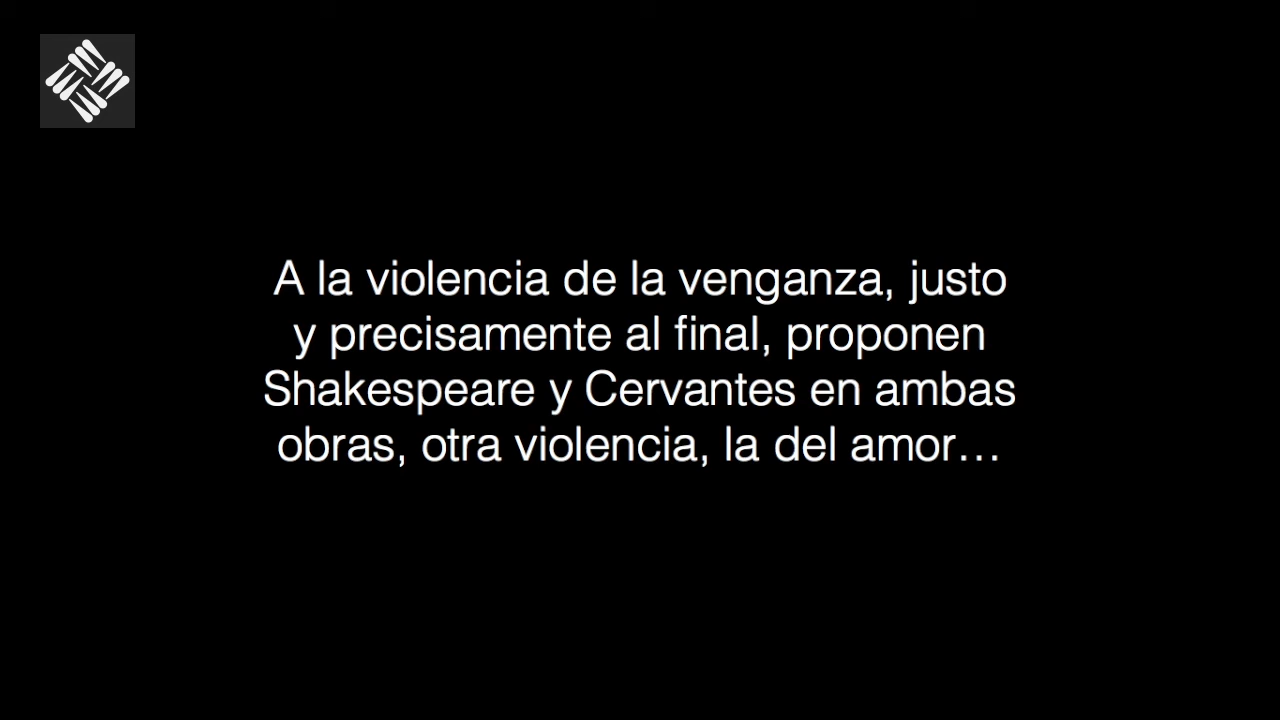 A la violencia de la venganza, justo
y precisamente al final, proponen
Shakespeare y Cervantes en ambas
obras, otra violencia, la del amor…